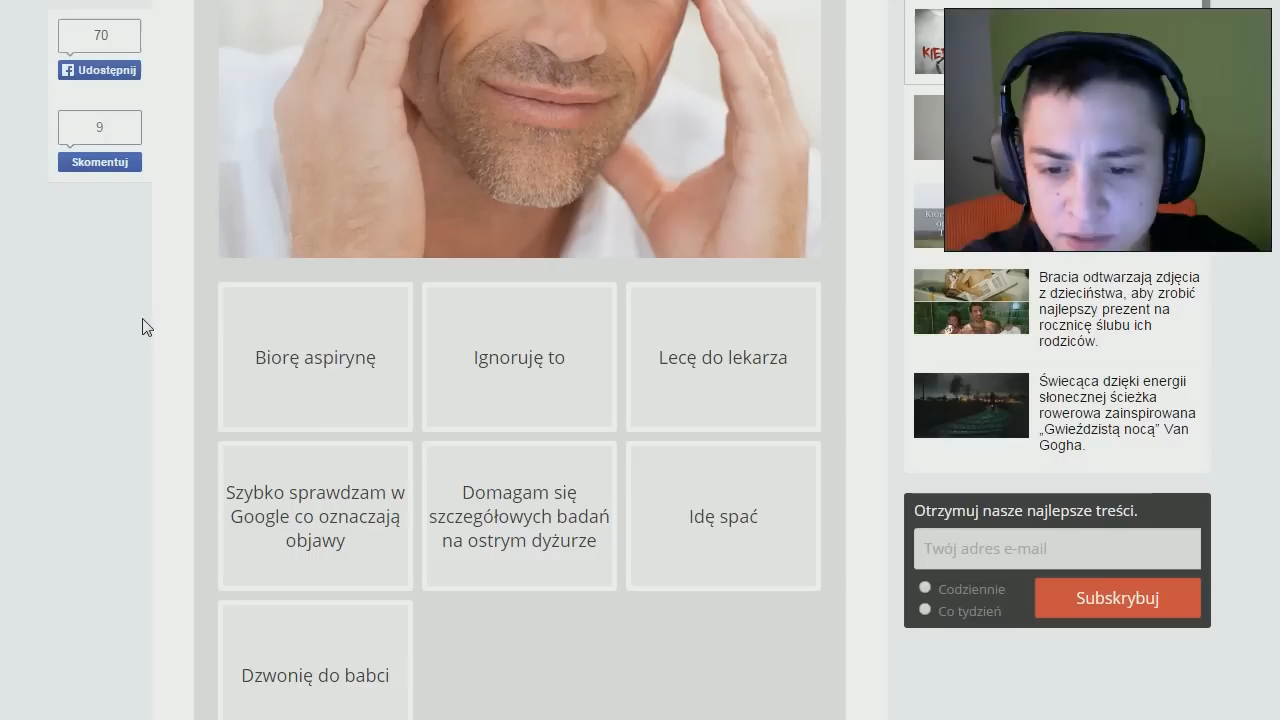 70
Udostępnij
9
Skomentuj
Biorę aspirynę
Ignoruję to
Lecę do lekarza
Szybko sprawdzam w
Google co oznaczają
objawy
Domagam się
szczegółowych badań
na ostrym dyżurze
Idę spać
Dzwonię do babci
Bracia odtwarzają zdjęcia
z dzieciństwa, aby zrobić
najlepszy prezent na
rocznicę ślubu ich
rodziców.
Świecąca dzięki energii
słonecznej ścieżka
rowerowa zainspirowana
„Gwieździstą nocą” Van
Gogha.
Otrzymuj nasze najlepsze treści.
Twój adres e-mail
Codziennie
Co tydzień
Subskrybuj